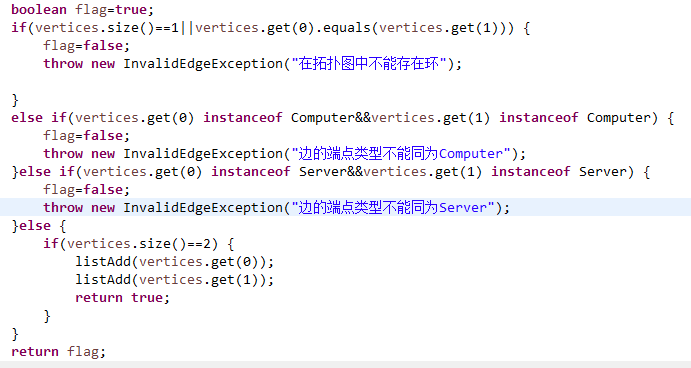 boolean flag=true;
if(vertices.size()==1||vertices.get(0).equals(vertices.get(1))) {
flag=false;
throw new InvalidEdgeException("在拓扑图中不能存在环");
}
else if(vertices.get(0) instanceof Computer&&vertices.get(1) instanceof Computer) {
flag=false;
throw new InvalidEdgeException("边的端点类型不能同为Computer");
}else if(vertices.get(0) instanceof Server&&vertices.get(1) instanceof Server) {
flag=false;
throw new InvalidEdgeException("边的端点类型不能同为Server");
}else {
if(vertices.size()==2) {
listAdd(vertices.get(0));
listAdd(vertices.get(1));
return true;
}
}
return flag;